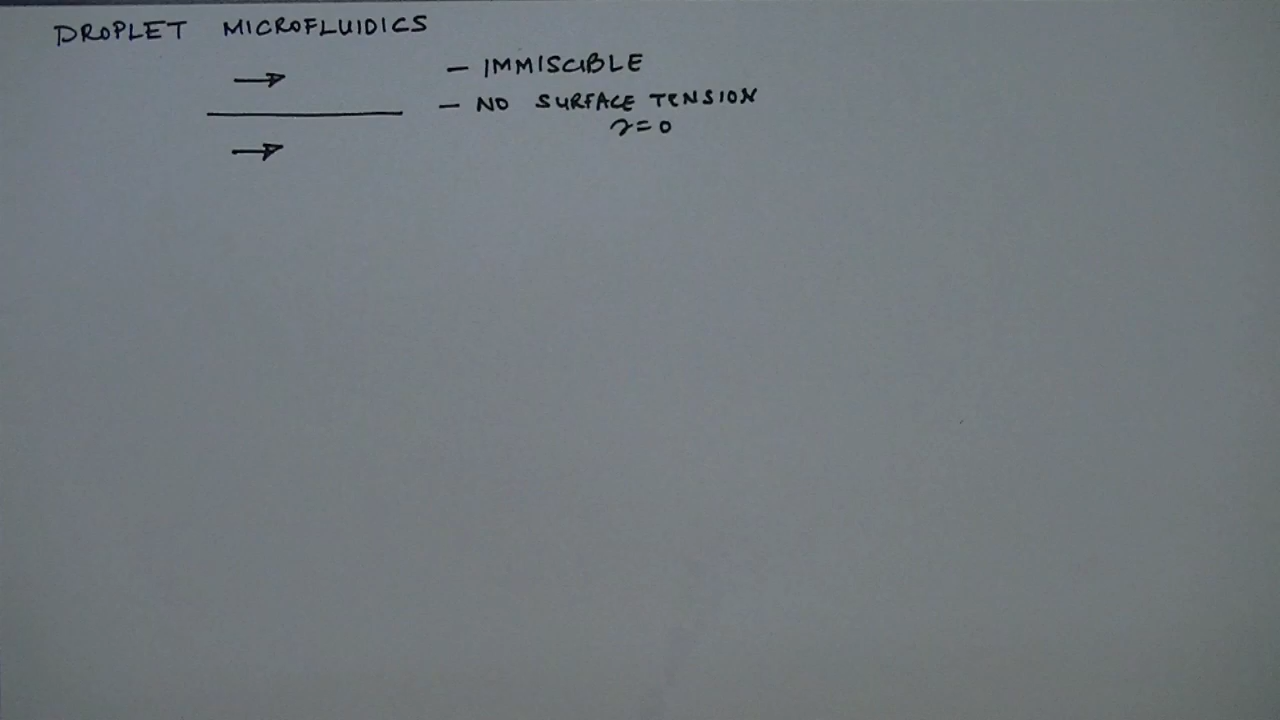 DROPLET MICROFLUIDICS
— IMMISCIBLE
— NO SURFACE TENSION
γ = 0